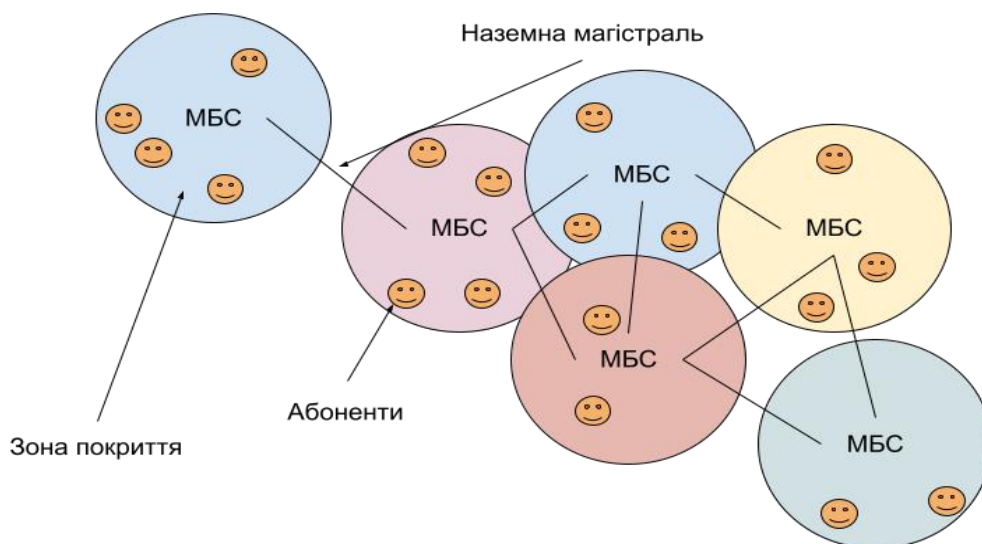 Наземна магістраль
МБС
МБС
МБС
МБС
МБС
Абоненти
Зона покриття
МБС